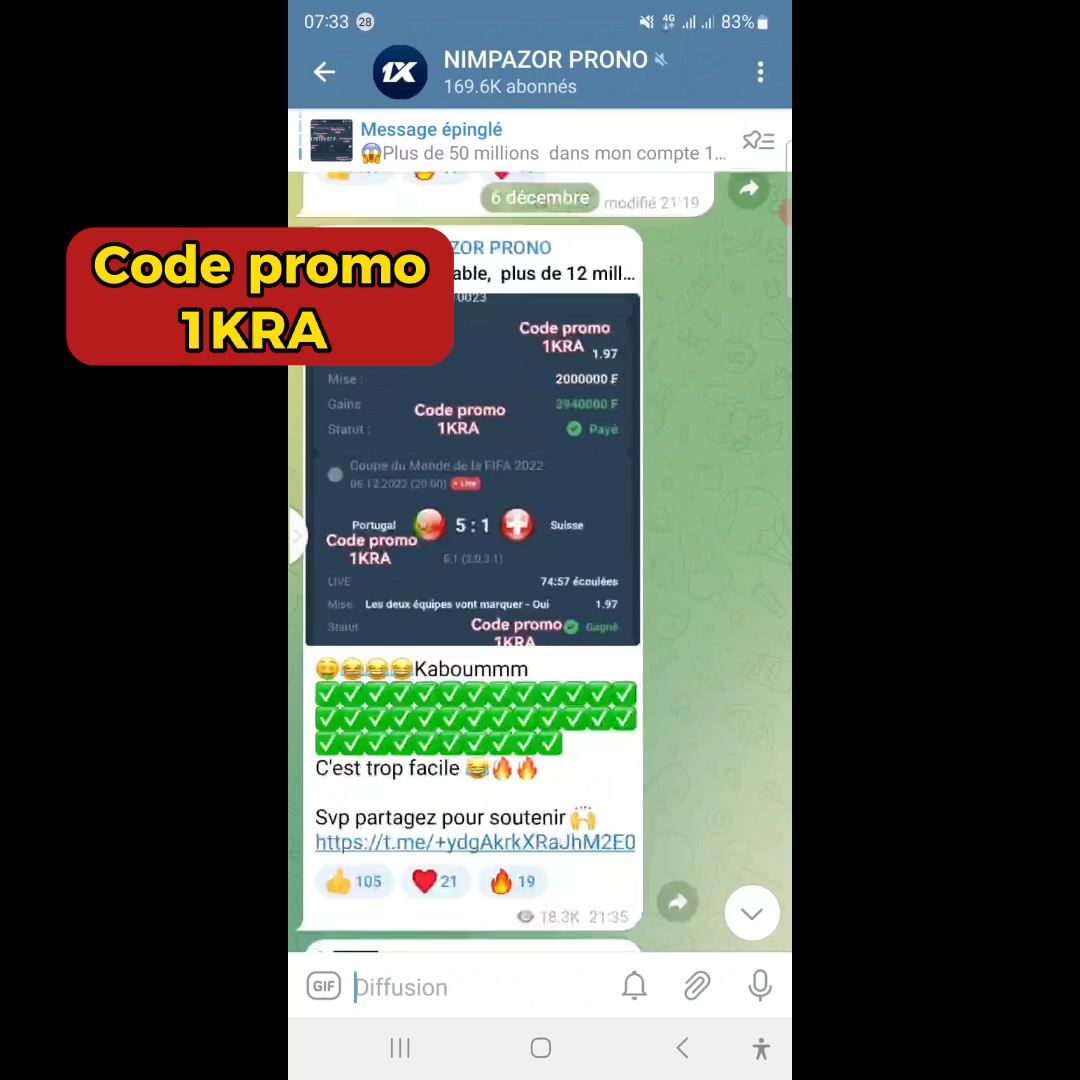 07:33 28 4G 83%
1X NIMPAZOR PRONO
169.6K abonnés
Message épinglé
😱Plus de 50 millions dans mon compte 1...
6 décembre modifié 21:19
ZOR PRONO
able, plus de 12 mill...
0023
Code promo
1KRA
Code promo
1KRA
1.97
Mise : 2000000 F
Gains 3940000 F
Code promo
1KRA
Statut : Payé
Coupe du Monde de la FIFA 2022
06.12.2022 (20:00) Live
Portugal 5 : 1 Suisse
Code promo
1KRA
LIVE 74:57 écoulées
Mise Les deux équipes vont marquer - Oui 1.97
Statut Gagné
Code promo
1KRA
🤑😂😂😂Kaboummm
✅✅✅✅✅✅✅✅✅✅✅✅✅
✅✅✅✅✅✅✅✅✅✅✅✅✅
✅✅✅✅✅✅✅✅✅✅
C'est trop facile 😂🔥🔥
Svp partagez pour soutenir 🙌
https://t.me/+ydgAkrkXRaJhM2E0
👍 105 ❤️ 21 🔥 19
18.3K 21:35
GIF Diffusion